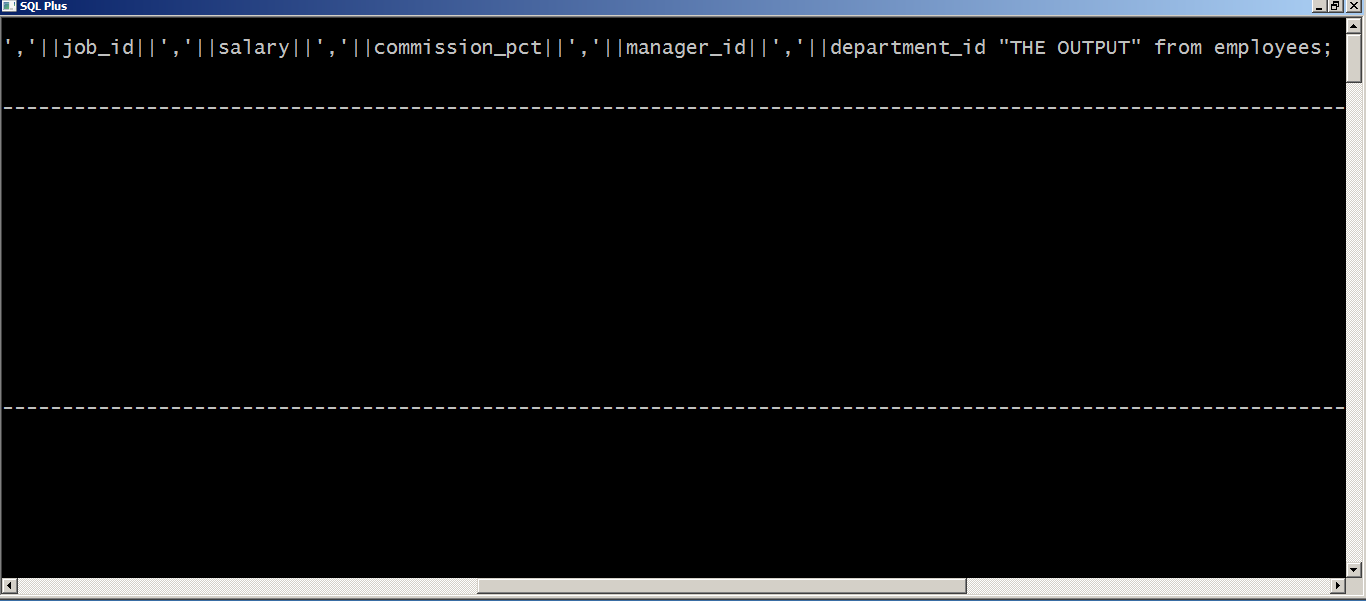 SQL Plus
','||job_id||','||salary||','||commission_pct||','||manager_id||','||department_id "THE OUTPUT" from employees;
----------------------------------------------------------------------------------------------------------------
----------------------------------------------------------------------------------------------------------------